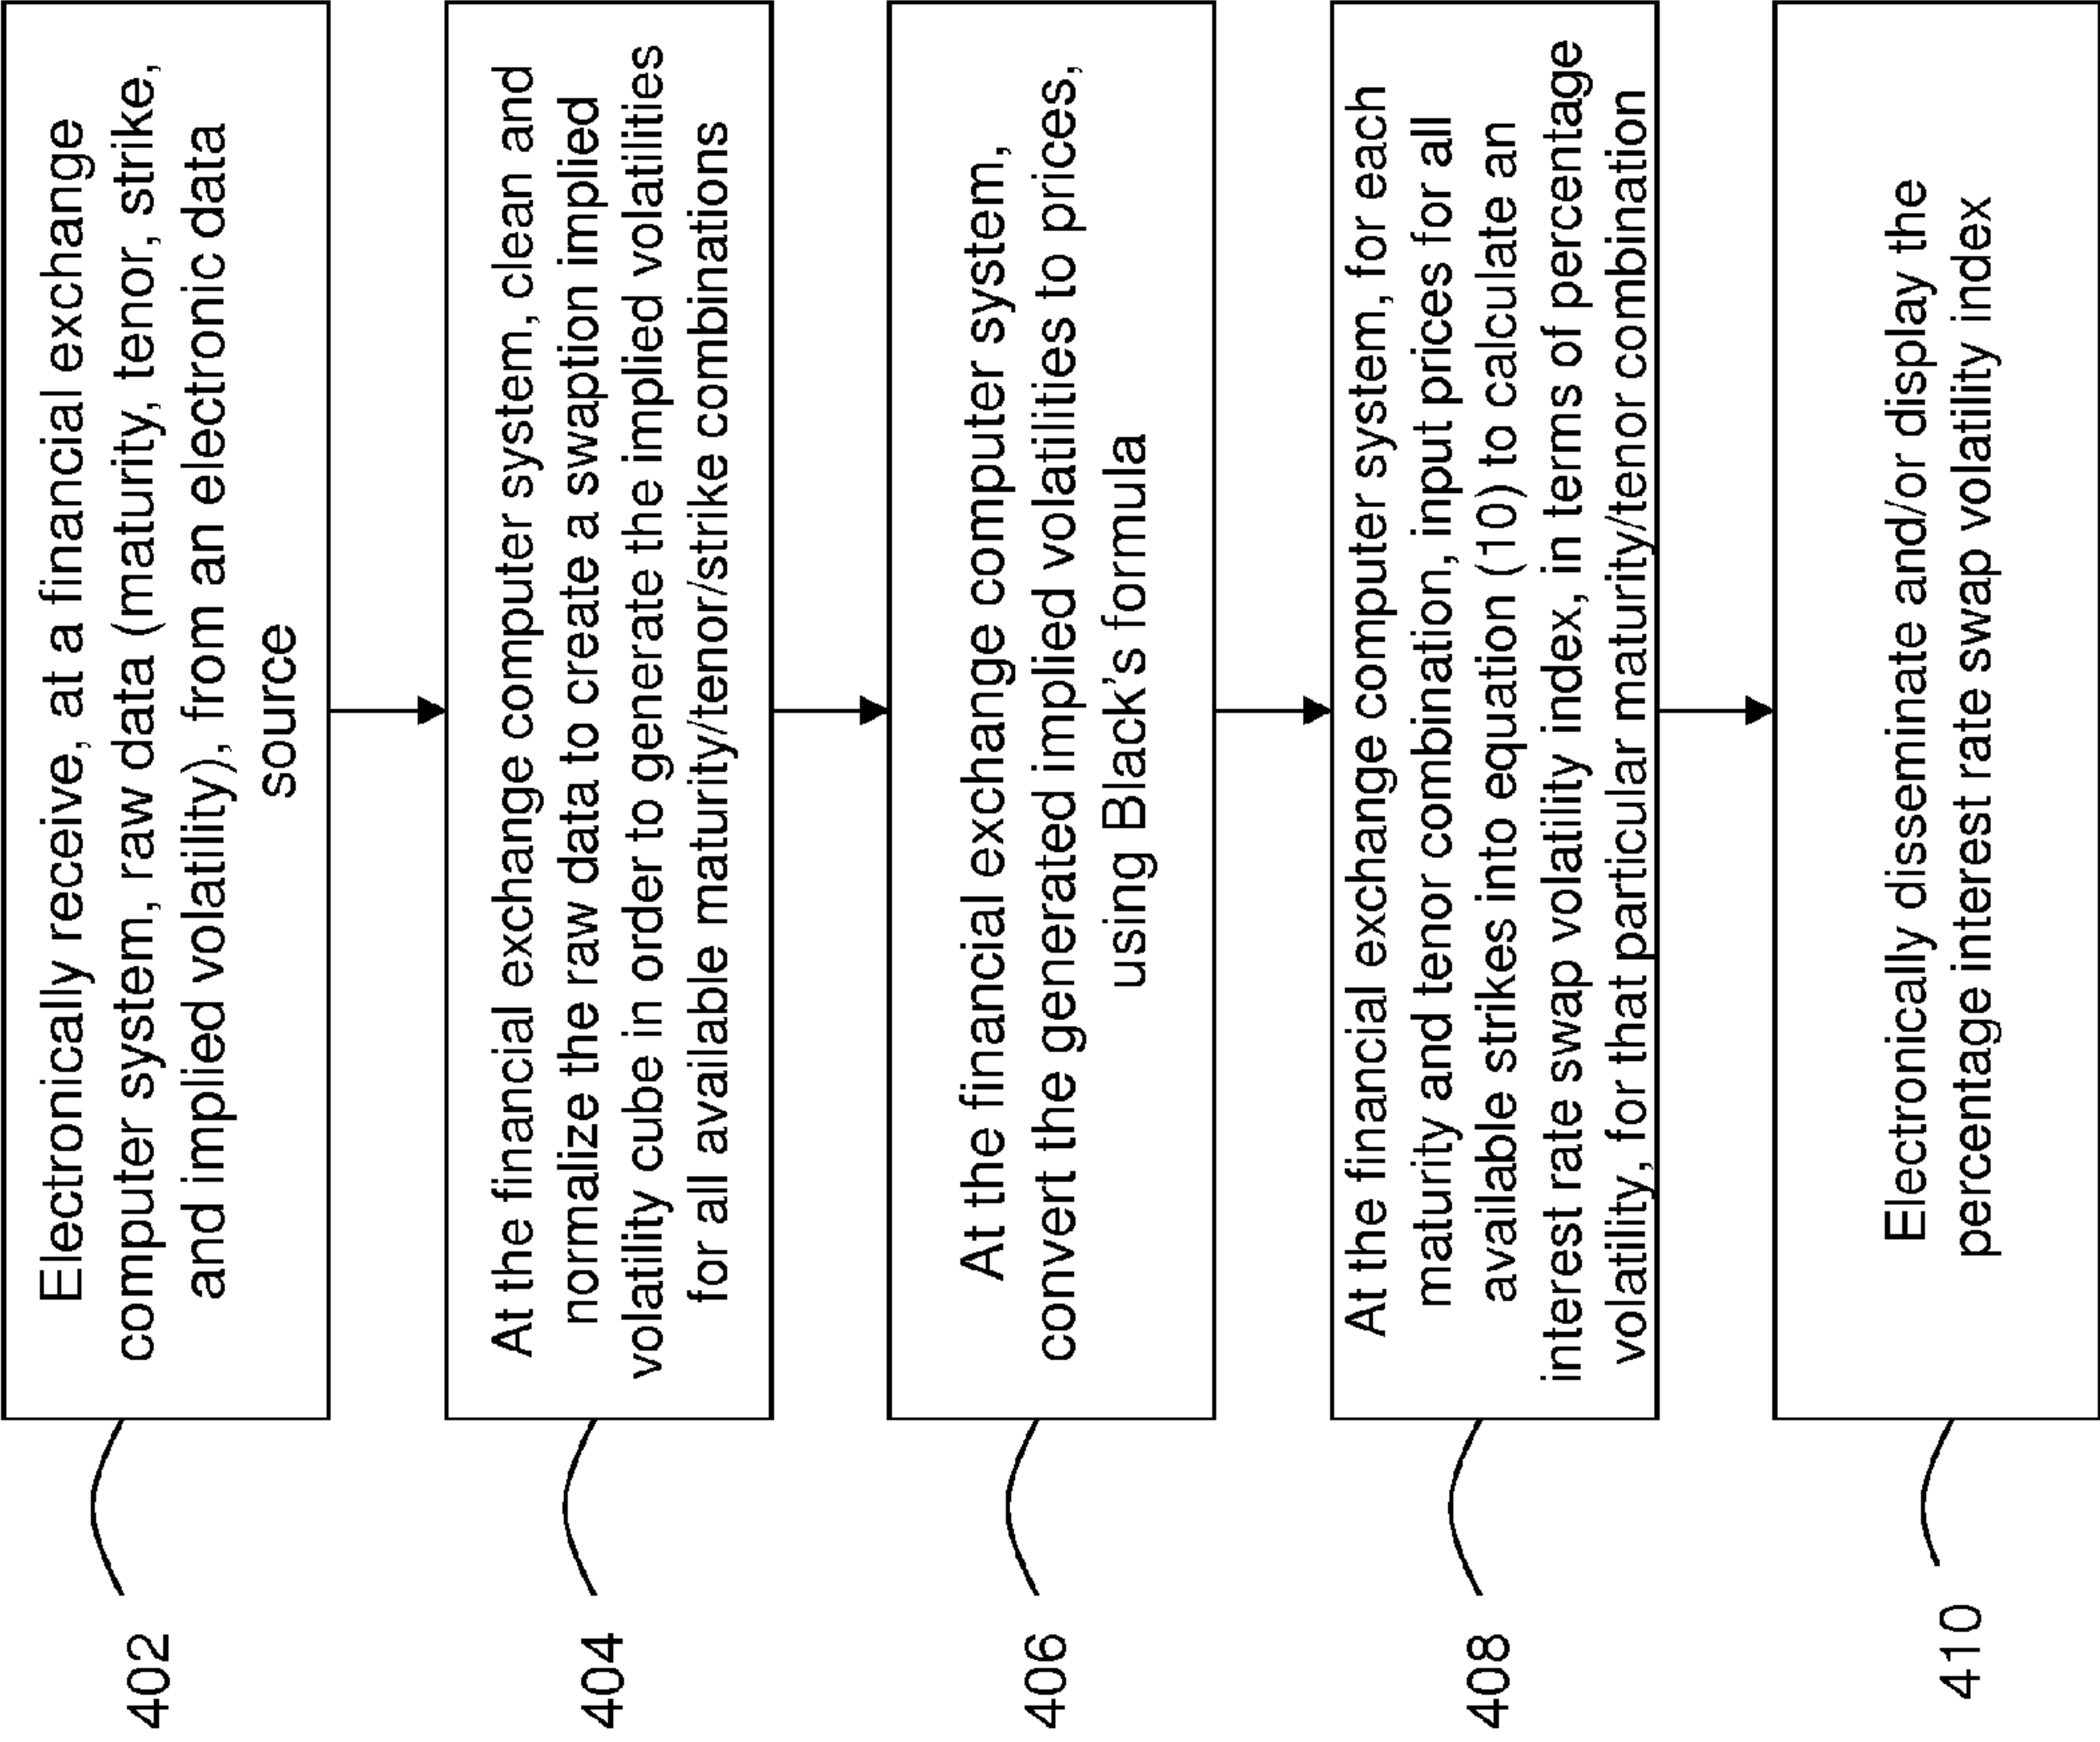 402
Electronically receive, at a financial exchange
computer system, raw data (maturity, tenor, strike,
and implied volatility), from an electronic data
source
404
At the financial exchange computer system, clean and
normalize the raw data to create a swaption implied
volatility cube in order to generate the implied volatilities
for all available maturity/tenor/strike combinations
406
At the financial exchange computer system,
convert the generated implied volatilities to prices,
using Black's formula
408
At the financial exchange computer system, for each
maturity and tenor combination, input prices for all
available strikes into equation (10) to calculate an
interest rate swap volatility index, in terms of percentage
volatility, for that particular maturity/tenor combination
410
Electronically disseminate and/or display the
percentage interest rate swap volatility index